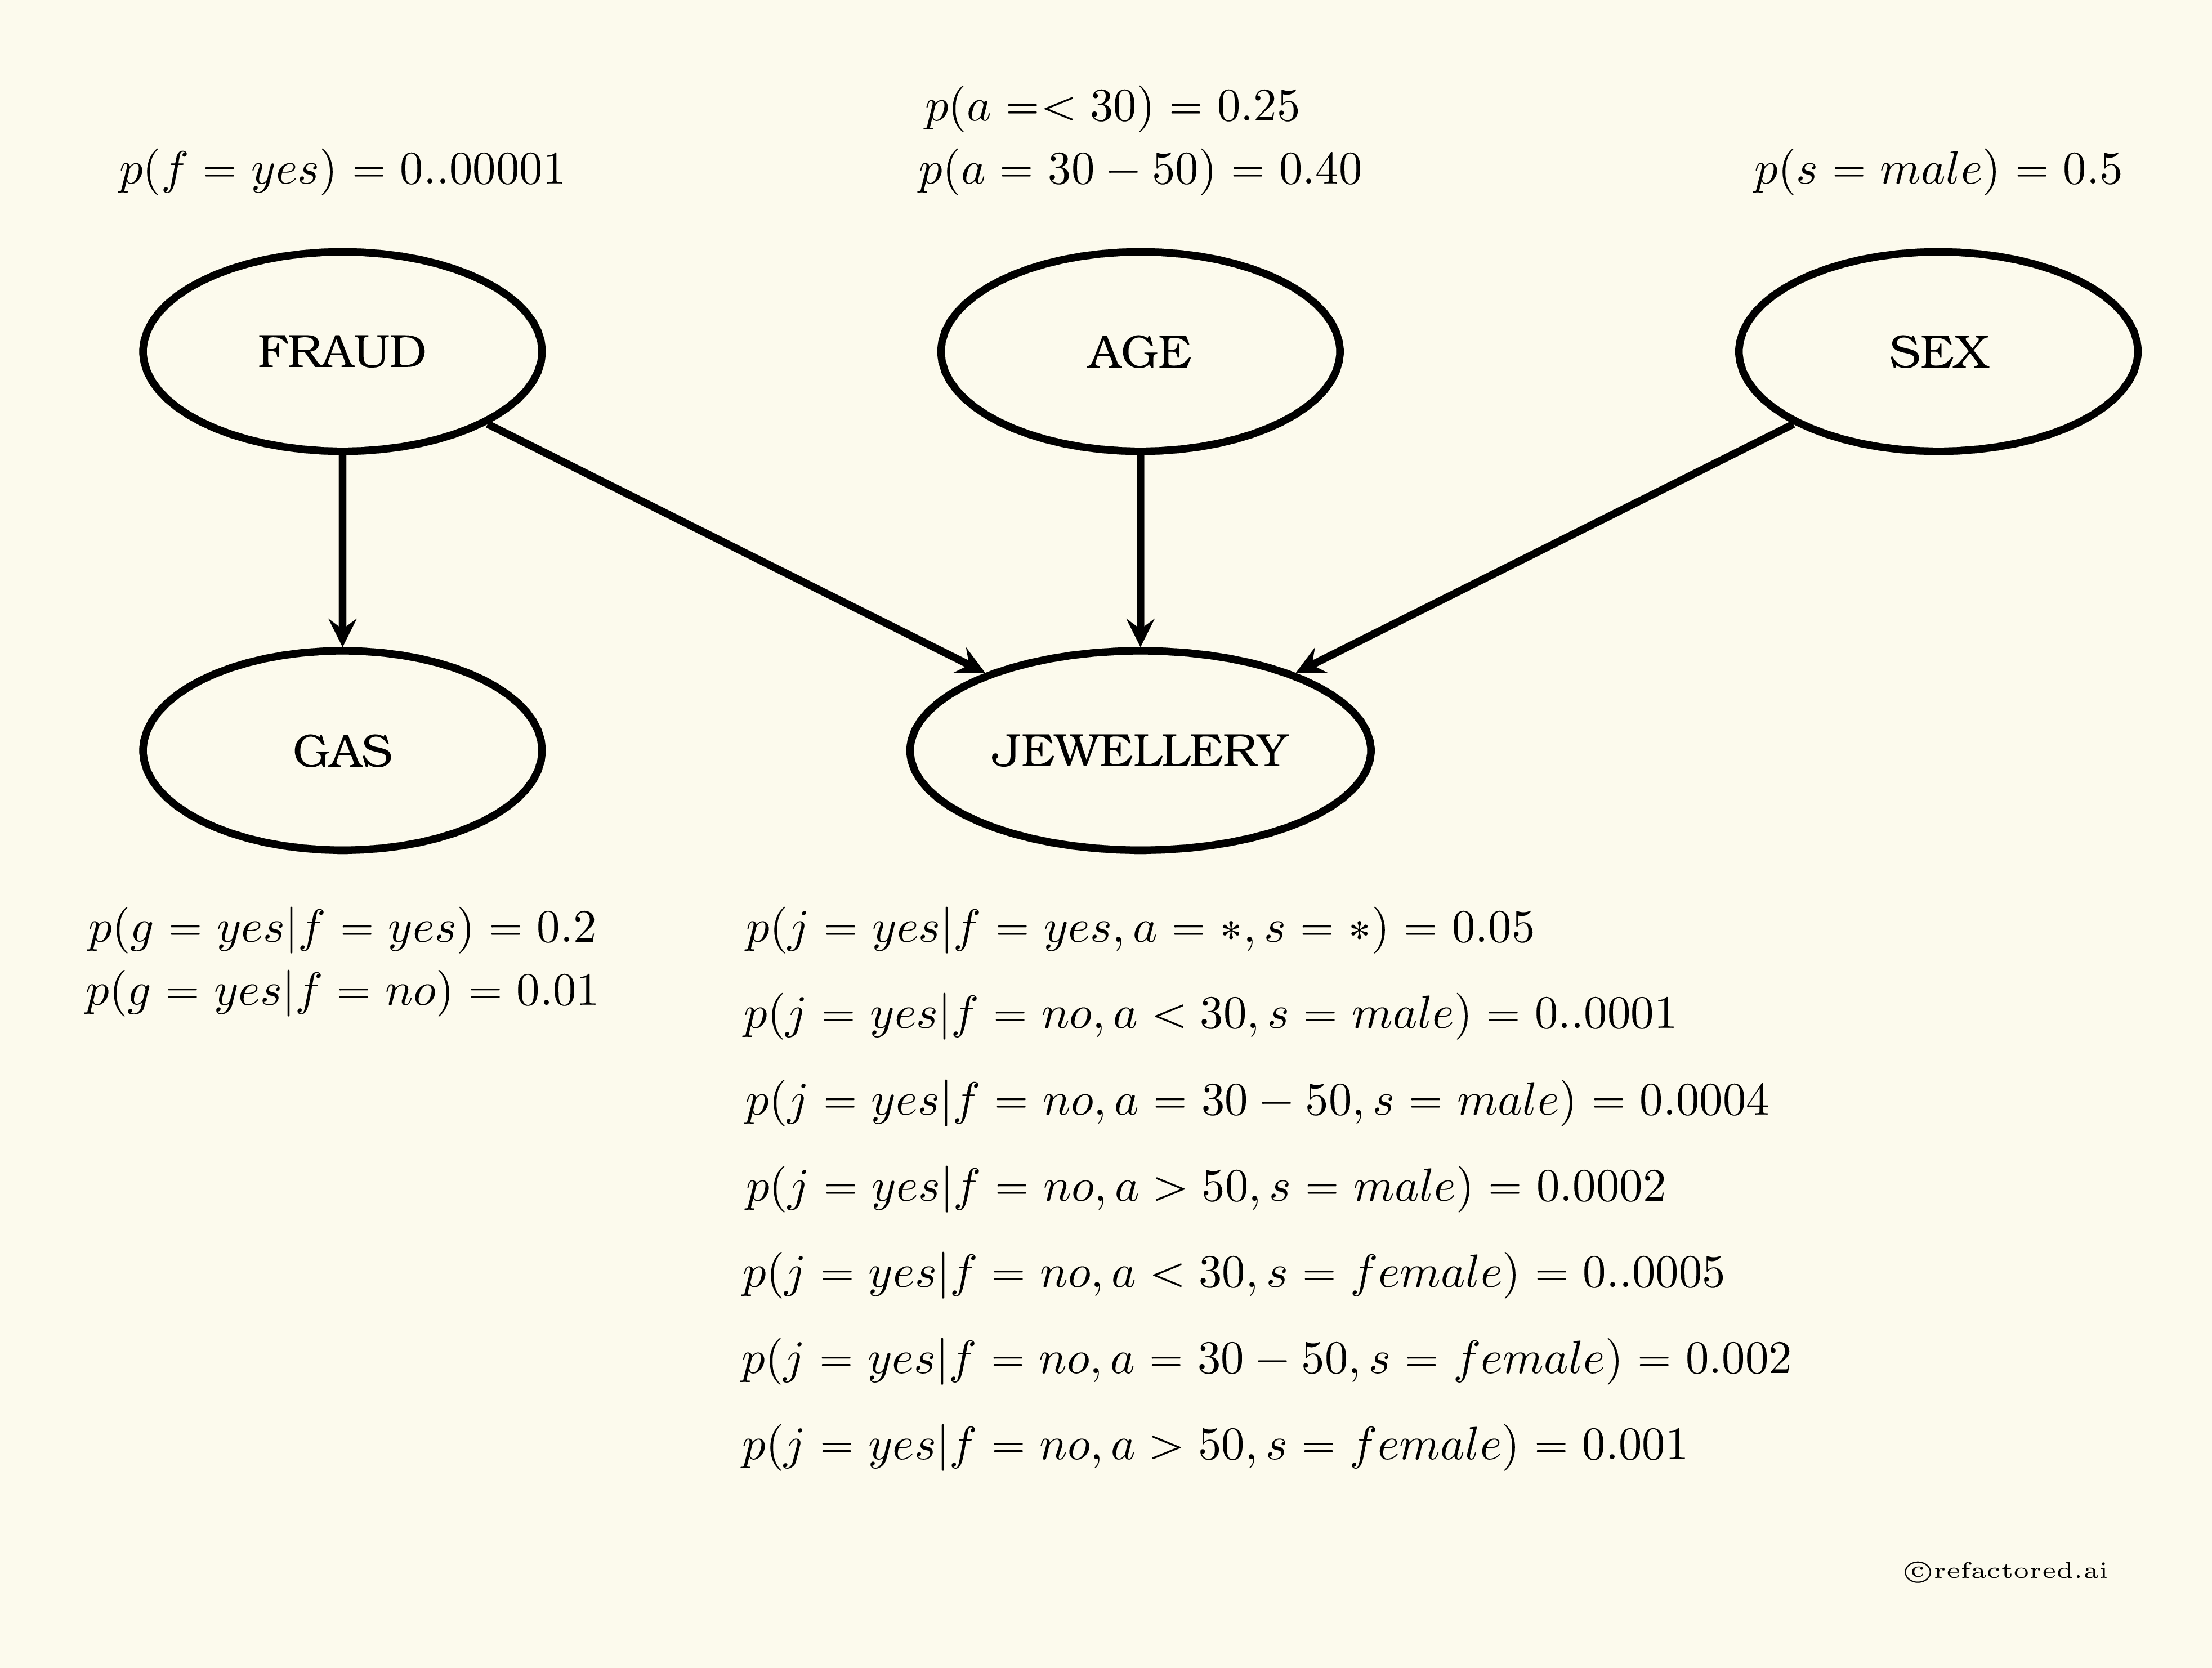 p(a =< 30) = 0.25
p(f = yes) = 0..00001
p(a = 30 − 50) = 0.40
p(s = male) = 0.5
FRAUD
AGE
SEX
GAS
JEWELLERY
p(g = yes|f = yes) = 0.2
p(g = yes|f = no) = 0.01
p(j = yes|f = yes, a = ∗, s = ∗) = 0.05
p(j = yes|f = no, a < 30, s = male) = 0..0001
p(j = yes|f = no, a = 30 − 50, s = male) = 0.0004
p(j = yes|f = no, a > 50, s = male) = 0.0002
p(j = yes|f = no, a < 30, s = female) = 0..0005
p(j = yes|f = no, a = 30 − 50, s = female) = 0.002
p(j = yes|f = no, a > 50, s = female) = 0.001
©refactored.ai